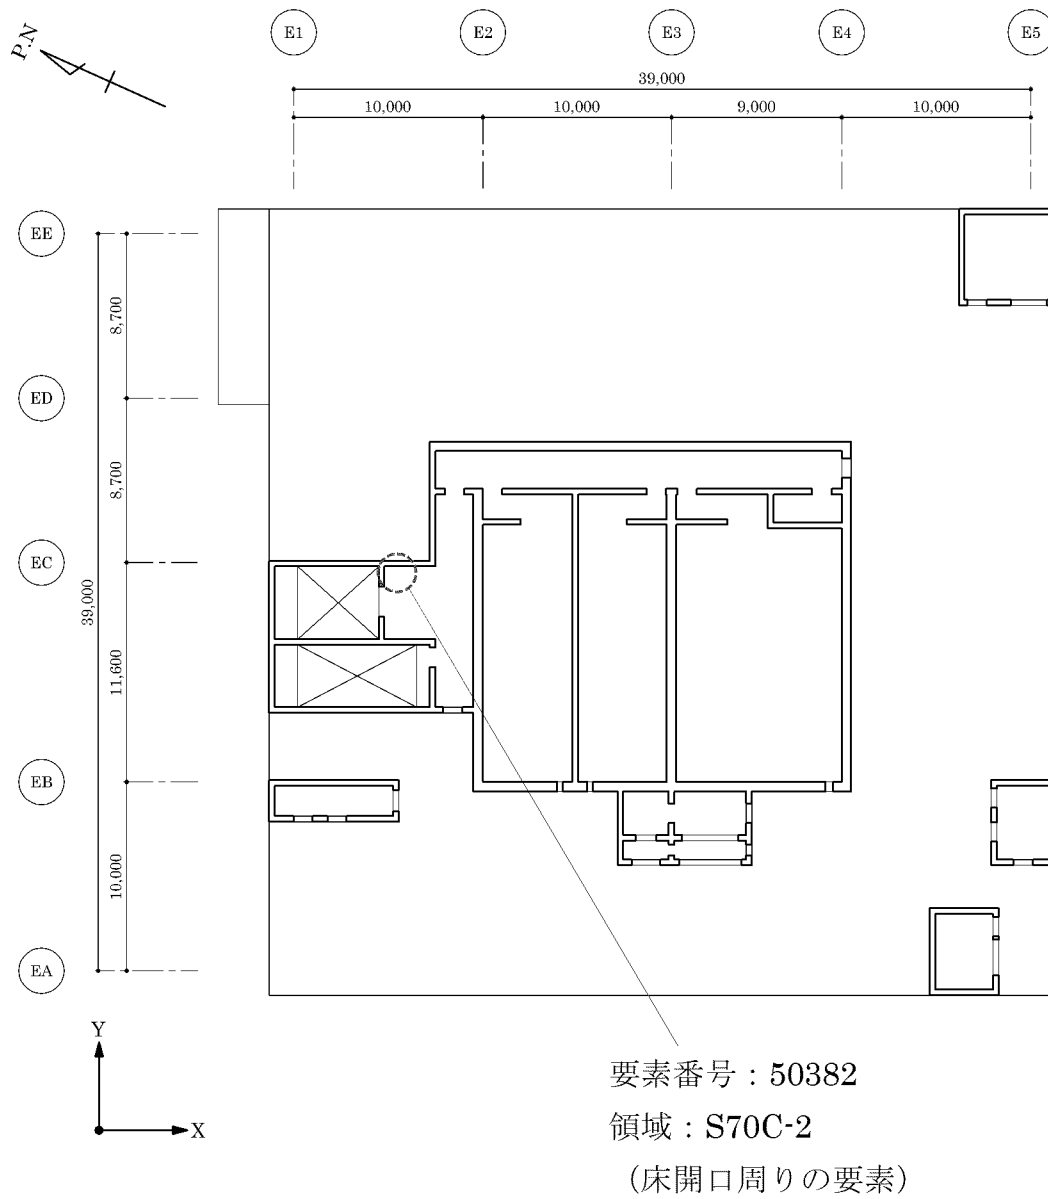 P.N
E1 E2 E3 E4 E5
39,000
10,000 10,000 9,000 10,000
EE
8,700
ED
8,700
EC
39,000
11,600
EB
10,000
EA
Y
X
要素番号：50382
領域：S70C-2
（床開口周りの要素）